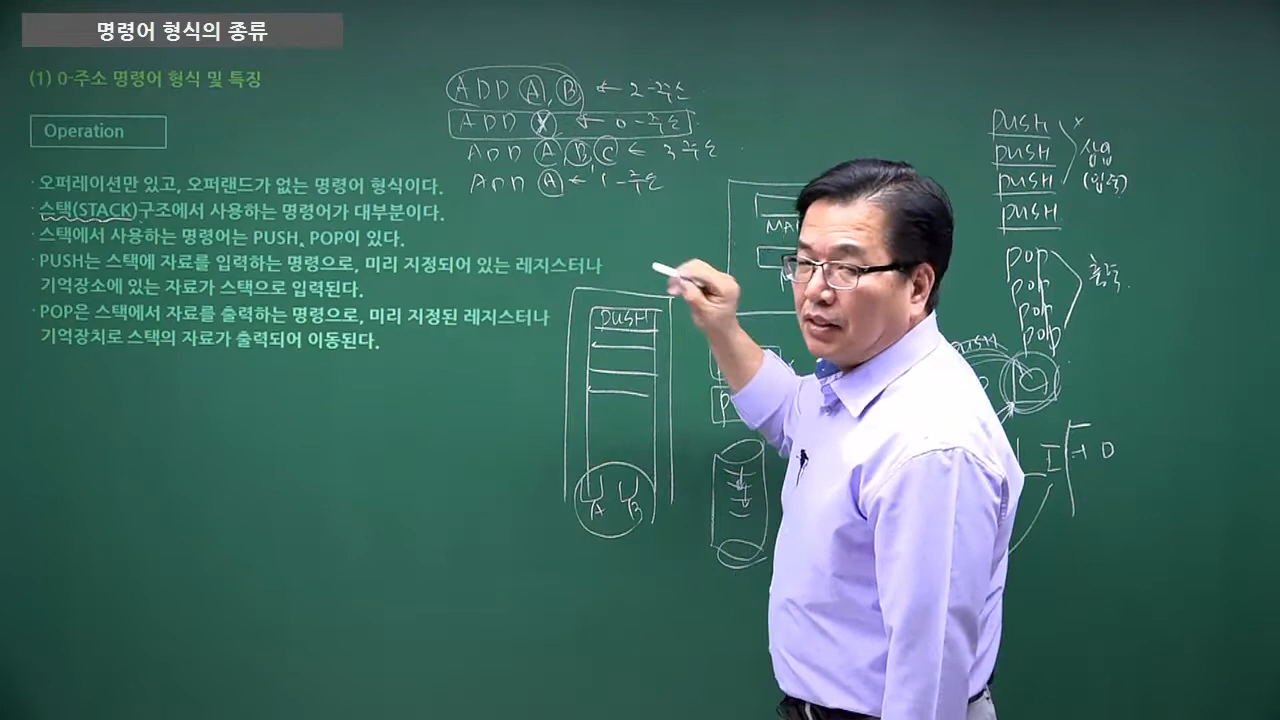 명령어 형식의 종류
(1) 0-주소 명령어 형식 및 특징
Operation
· 오퍼레이션만 있고, 오퍼랜드가 없는 명령어 형식이다.
· 스택(STACK)구조에서 사용하는 명령어가 대부분이다.
· 스택에서 사용하는 명령어는 PUSH, POP이 있다.
· PUSH는 스택에 자료를 입력하는 명령으로, 미리 지정되어 있는 레지스터나
기억장소에 있는 자료가 스택으로 입력된다.
· POP은 스택에서 자료를 출력하는 명령으로, 미리 지정된 레지스터나
기억장치로 스택의 자료가 출력되어 이동된다.
ADD A, B ← 2-주소
ADD X ← 0-주소
ADD A, B, C ← 3주소
ADD A ← 1-주소
PUSH
A B
PUSH
PUSH
PUSH
PUSH
삽입
(입력)
POP
POP
POP
POP
출력
I → O